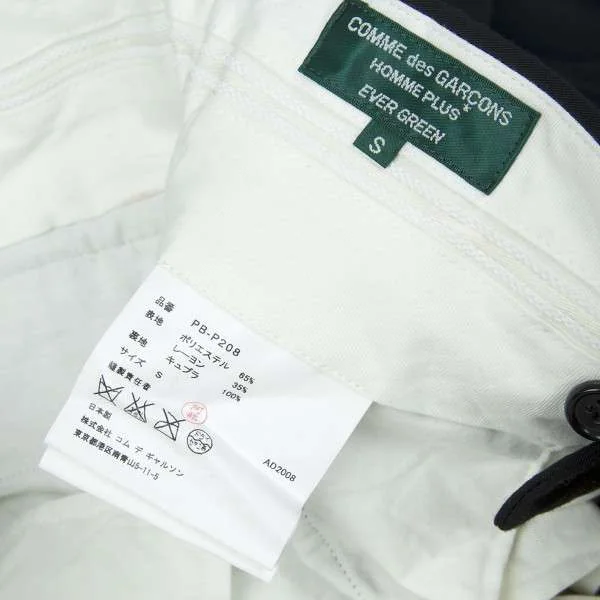 COMME des GARÇONS
HOMME PLUS
EVER GREEN
S
品番 PB-P208
表地 ポリエステル 65%
レーヨン 35%
裏地 キュプラ 100%
サイズ S
縫製責任者
日本製
株式会社 コム デ ギャルソン
東京都港区南青山5-11-5
AD2008